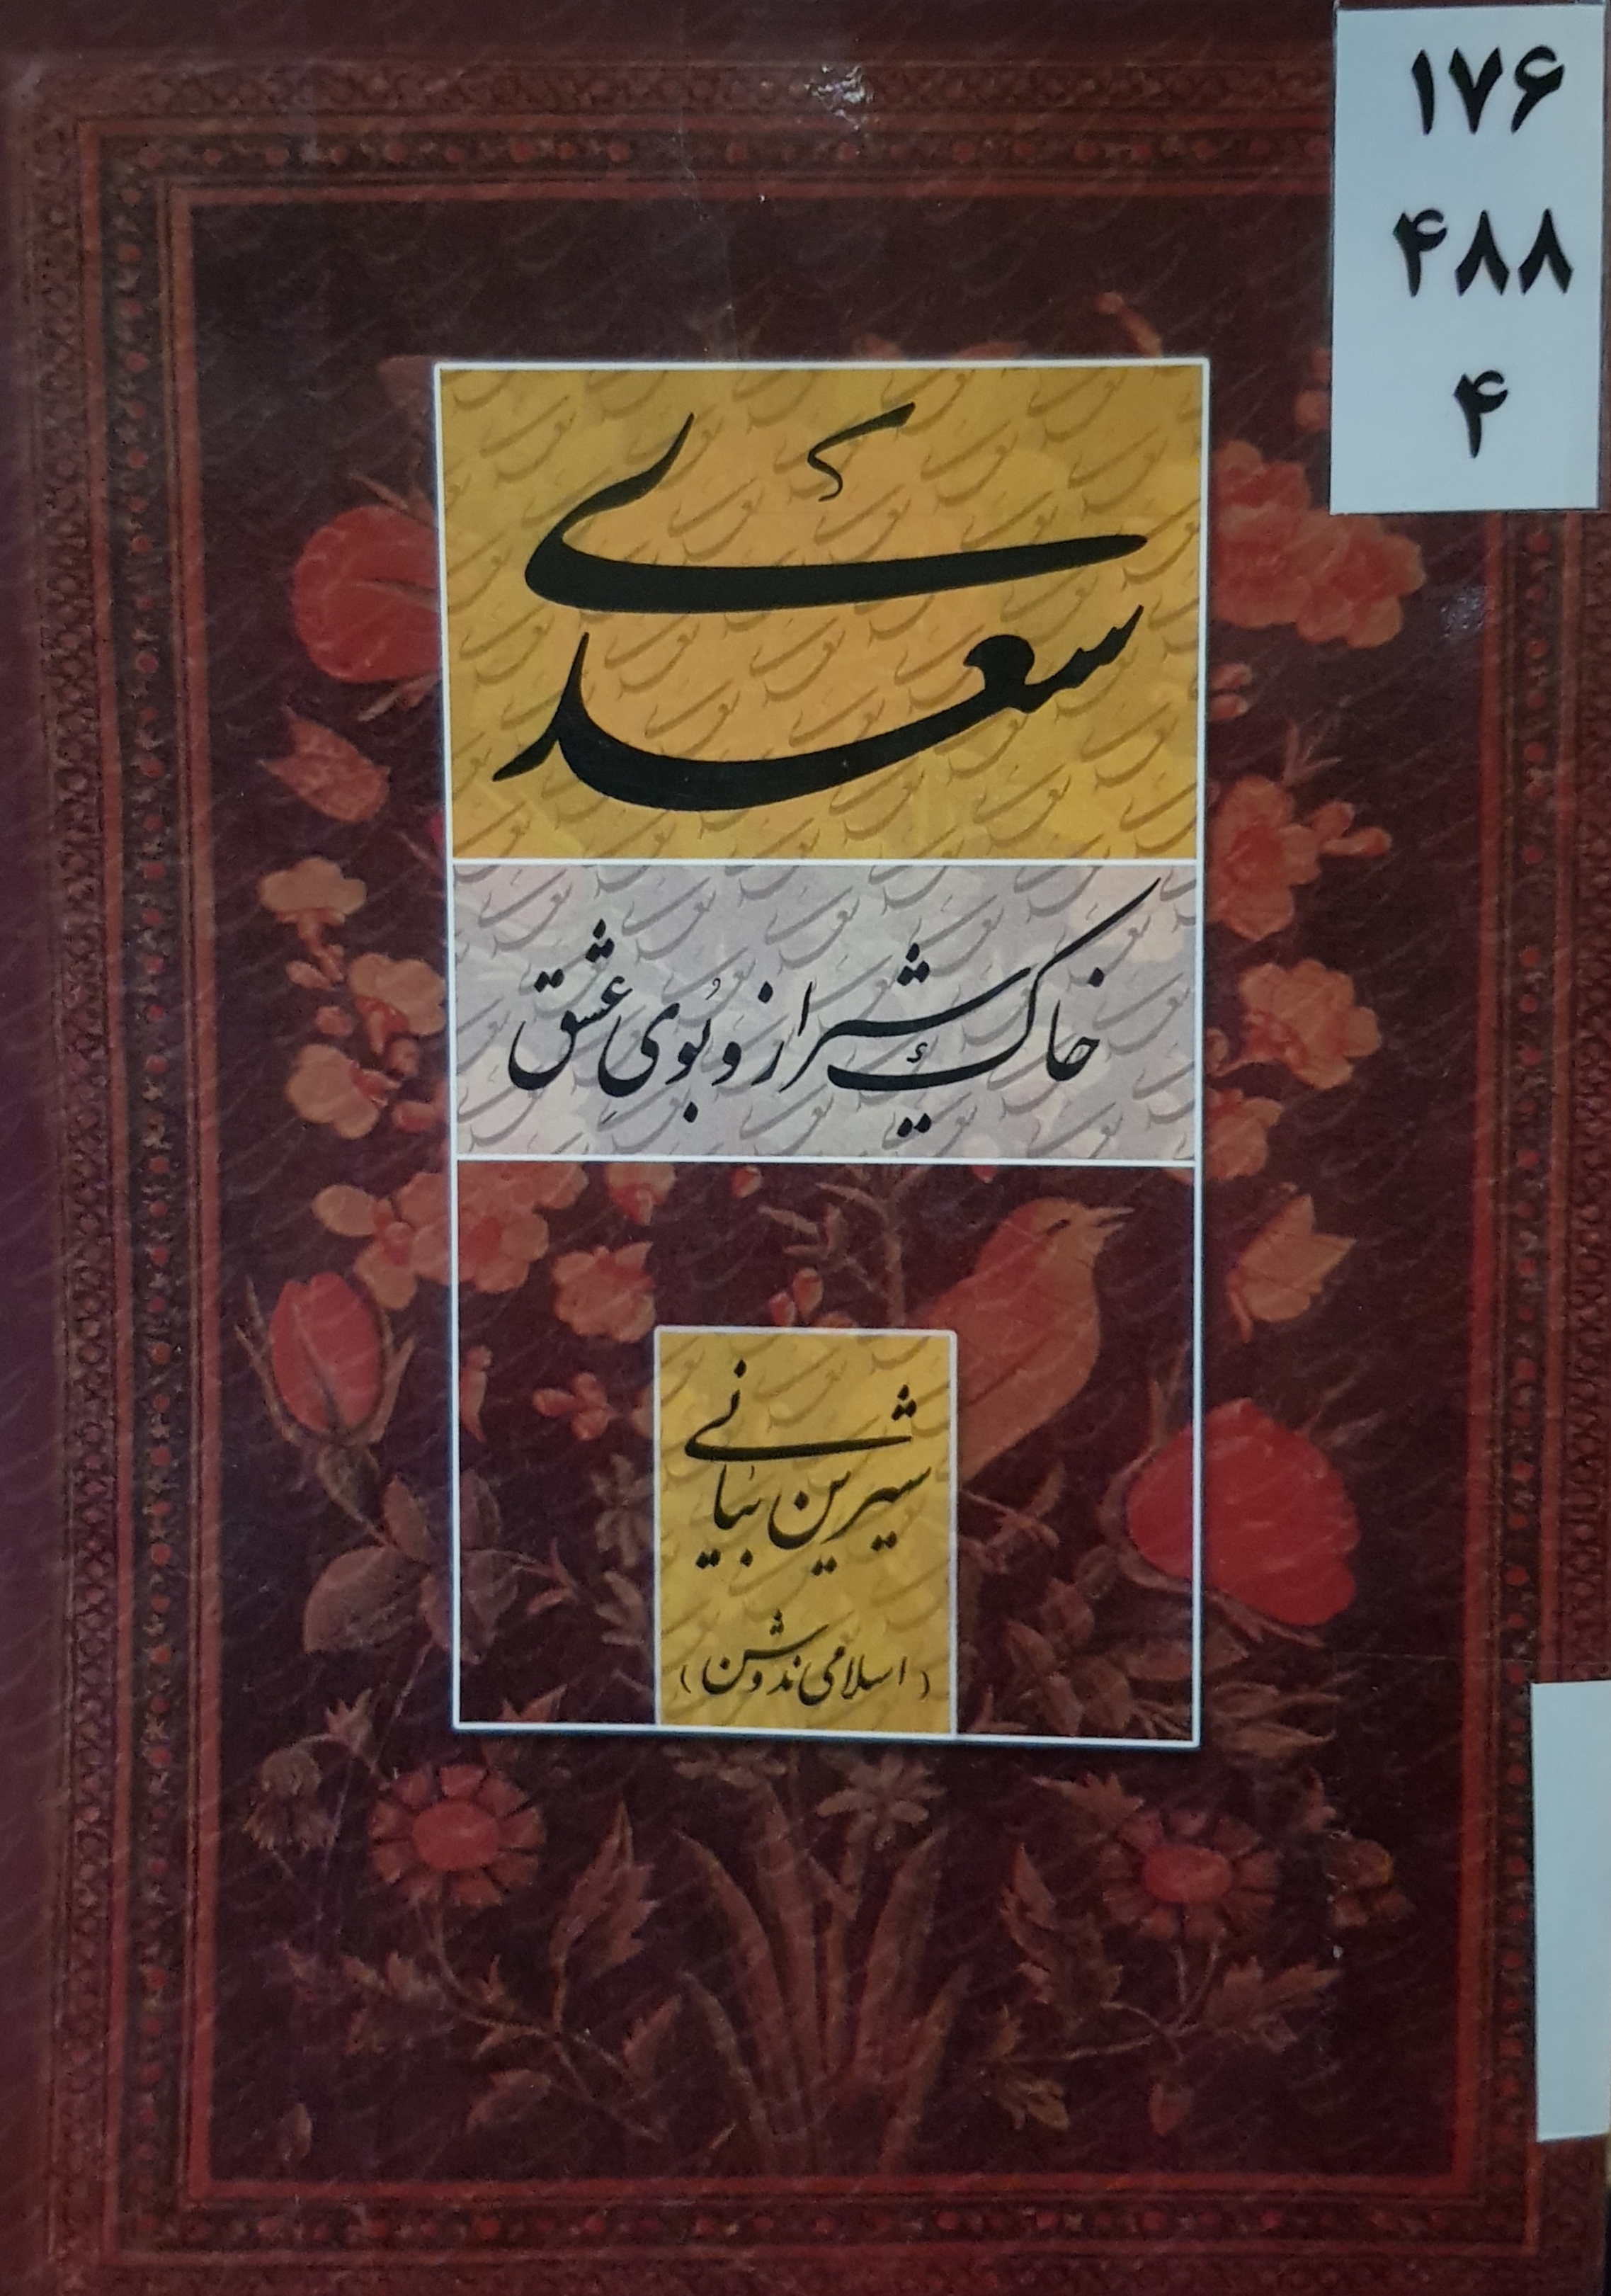 ۱۷۶
۴۸۸
۴
سعدی
خاک شیراز و بوی عشق
شیرین بیانی
(اسلامی ندوشن)